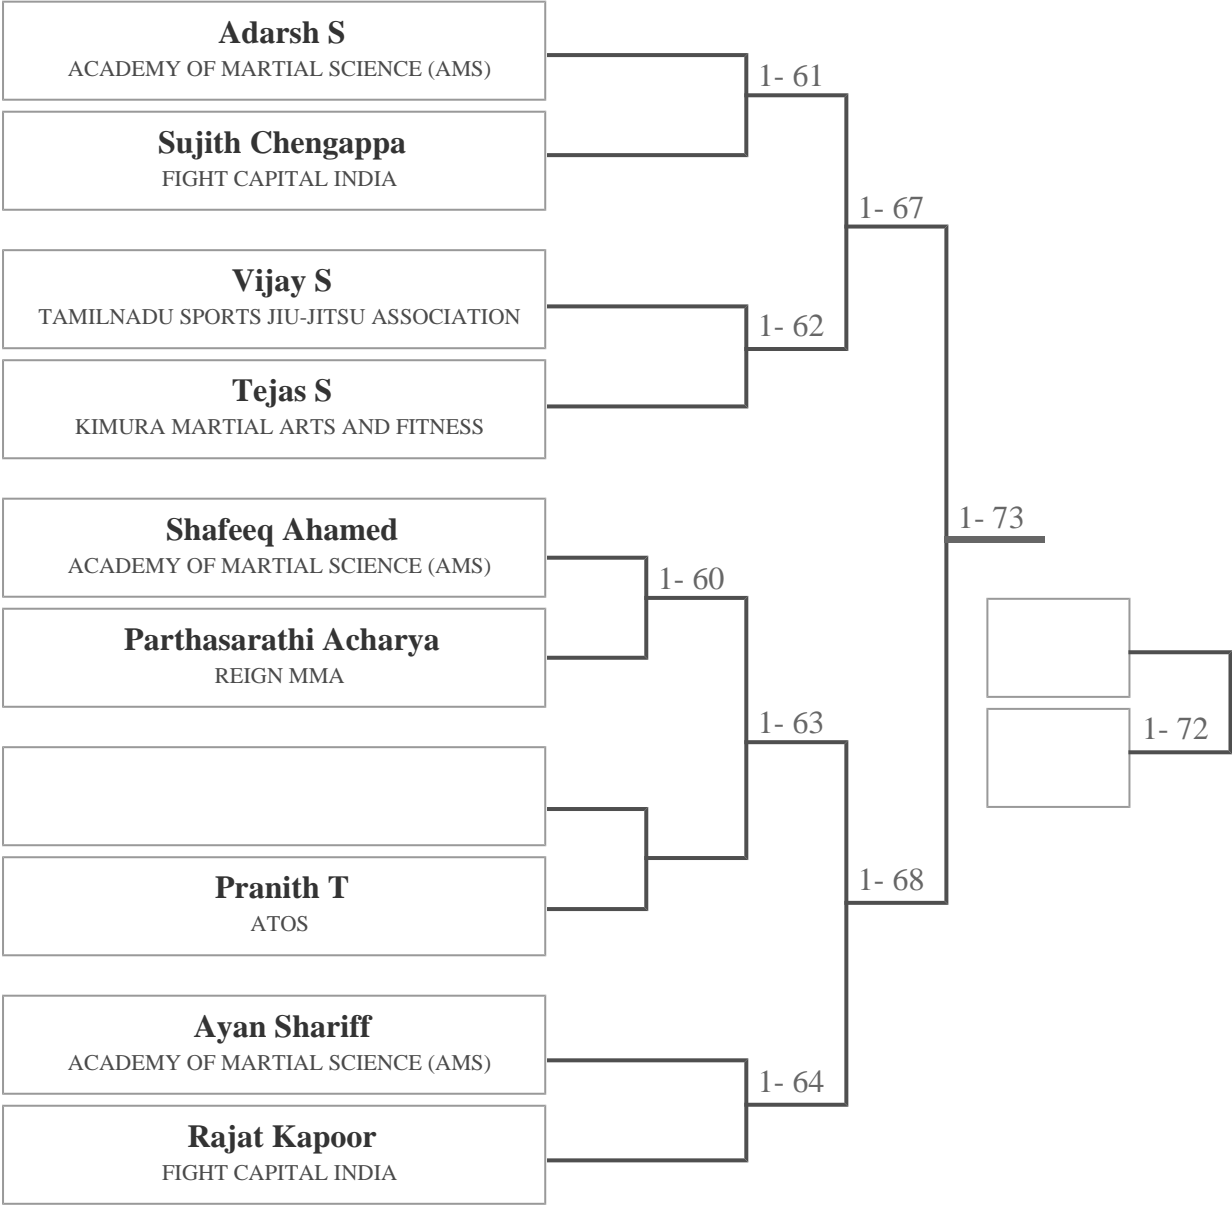 Adarsh S
ACADEMY OF MARTIAL SCIENCE (AMS)
1- 61
Sujith Chengappa
FIGHT CAPITAL INDIA
1- 67
Vijay S
TAMILNADU SPORTS JIU-JITSU ASSOCIATION
1- 62
Tejas S
KIMURA MARTIAL ARTS AND FITNESS
Shafeeq Ahamed
ACADEMY OF MARTIAL SCIENCE (AMS)
1- 73
1- 60
Parthasarathi Acharya
REIGN MMA
1- 63
1- 72
Pranith T
ATOS
1- 68
Ayan Shariff
ACADEMY OF MARTIAL SCIENCE (AMS)
1- 64
Rajat Kapoor
FIGHT CAPITAL INDIA